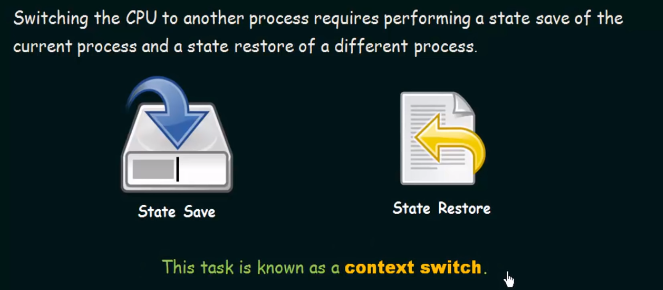 Switching the CPU to another process requires performing a state save of the
current process and a state restore of a different process.
State Save
State Restore
This task is known as a context switch.